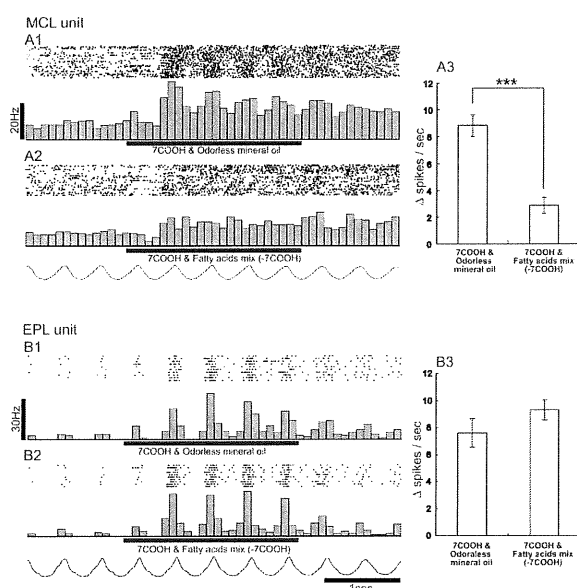 MCL unit
A1
20Hz
7COOH & Odorless mineral oil
A2
7COOH & Fatty acids mix (-7COOH)
A3
***
12
10
8
6
4
2
0
Δ spikes / sec
7COOH &
Odorless
mineral oil
7COOH &
Fatty acids mix
(-7COOH)
EPL unit
B1
30Hz
7COOH & Odorless mineral oil
B2
7COOH & Fatty acids mix (-7COOH)
1sec
B3
12
10
8
6
4
2
0
Δ spikes / sec
7COOH &
Odoraless
mineral oil
7COOH &
Fatty acids mix
(-7COOH)